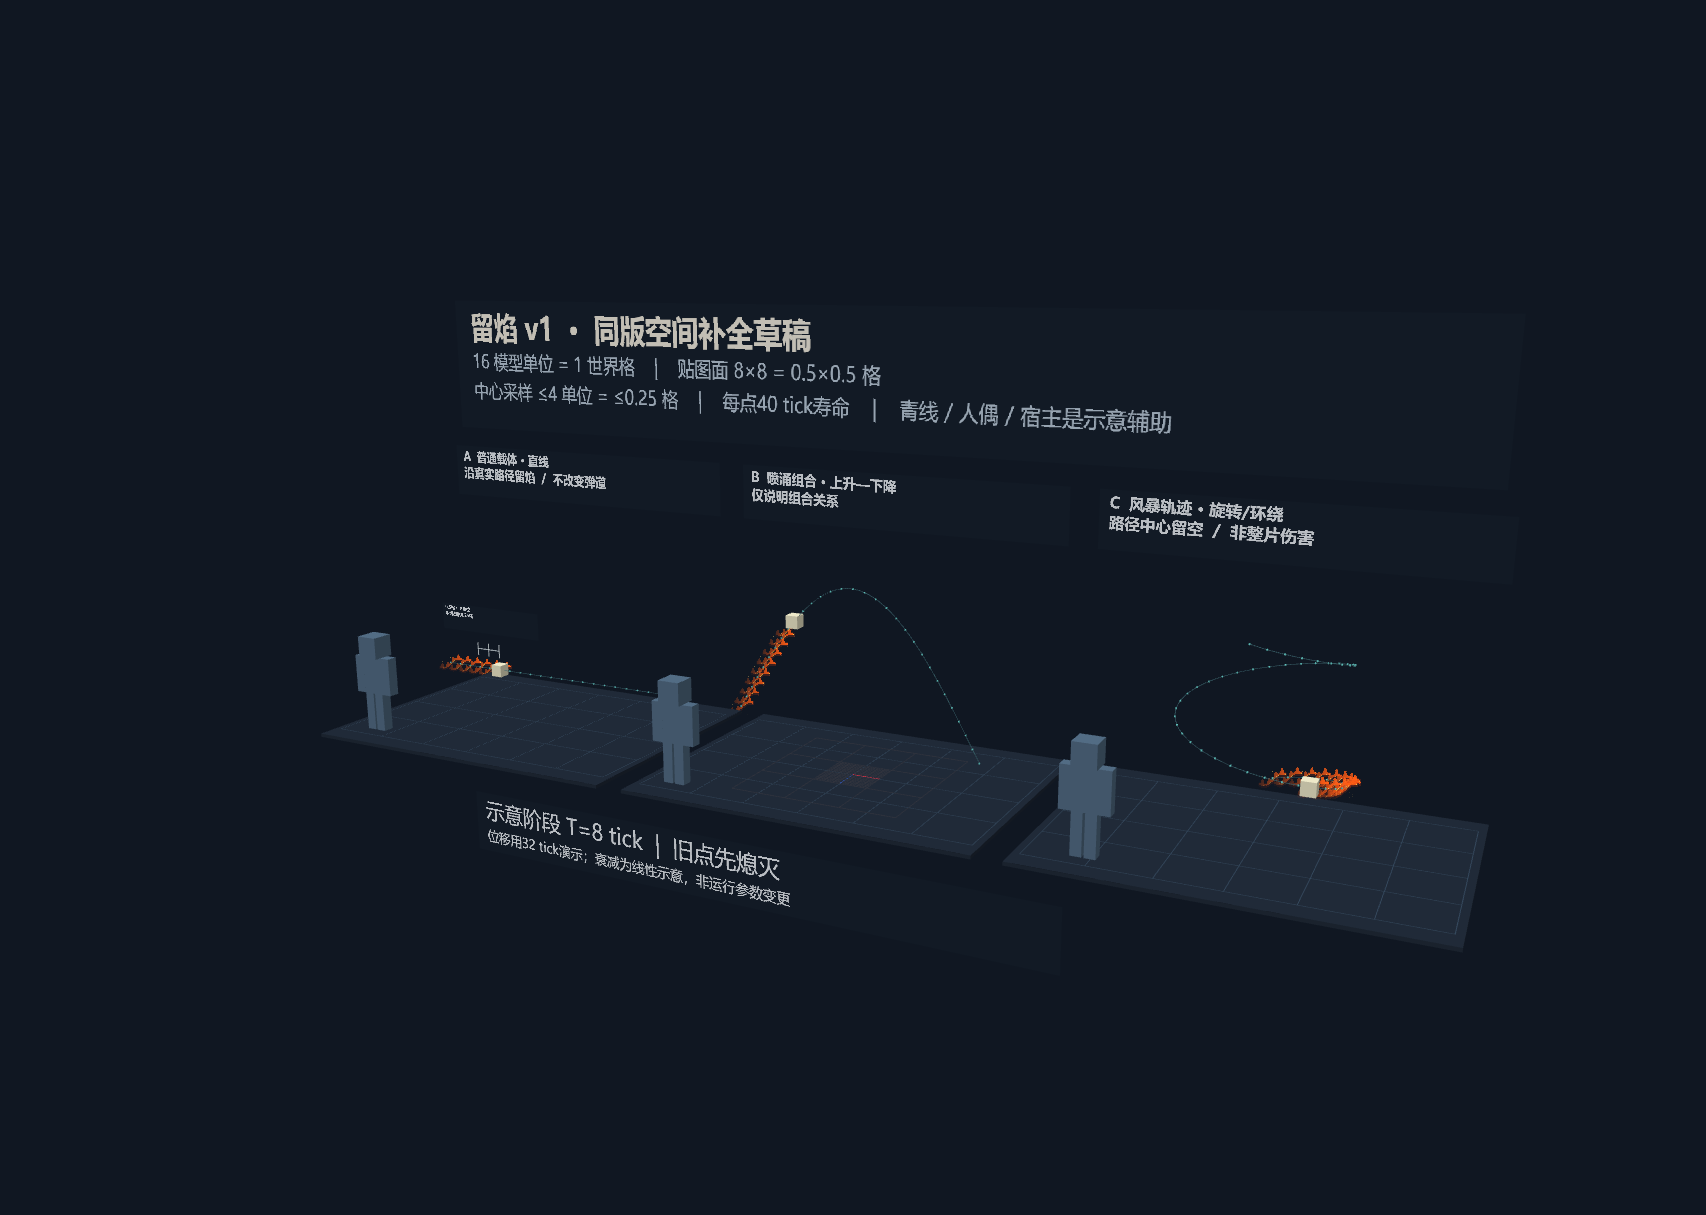 留焰 v1 · 同版空间补全草稿
16 模型单位 = 1 世界格 | 贴图面 8×8 = 0.5×0.5 格
中心采样 ≤4 单位 = ≤0.25 格 | 每点40 tick寿命 | 青线 / 人偶 / 宿主是示意辅助
A 普通载体 · 直线
沿真实路径留焰 / 不改变弹道
B 喷涌组合 · 上升—下降
仅说明组合关系
C 风暴轨迹 · 旋转/环绕
路径中心留空 / 非整片伤害
示意阶段 T=8 tick | 旧点先熄灭
位移用32 tick演示；衰减为线性示意，非运行参数变更